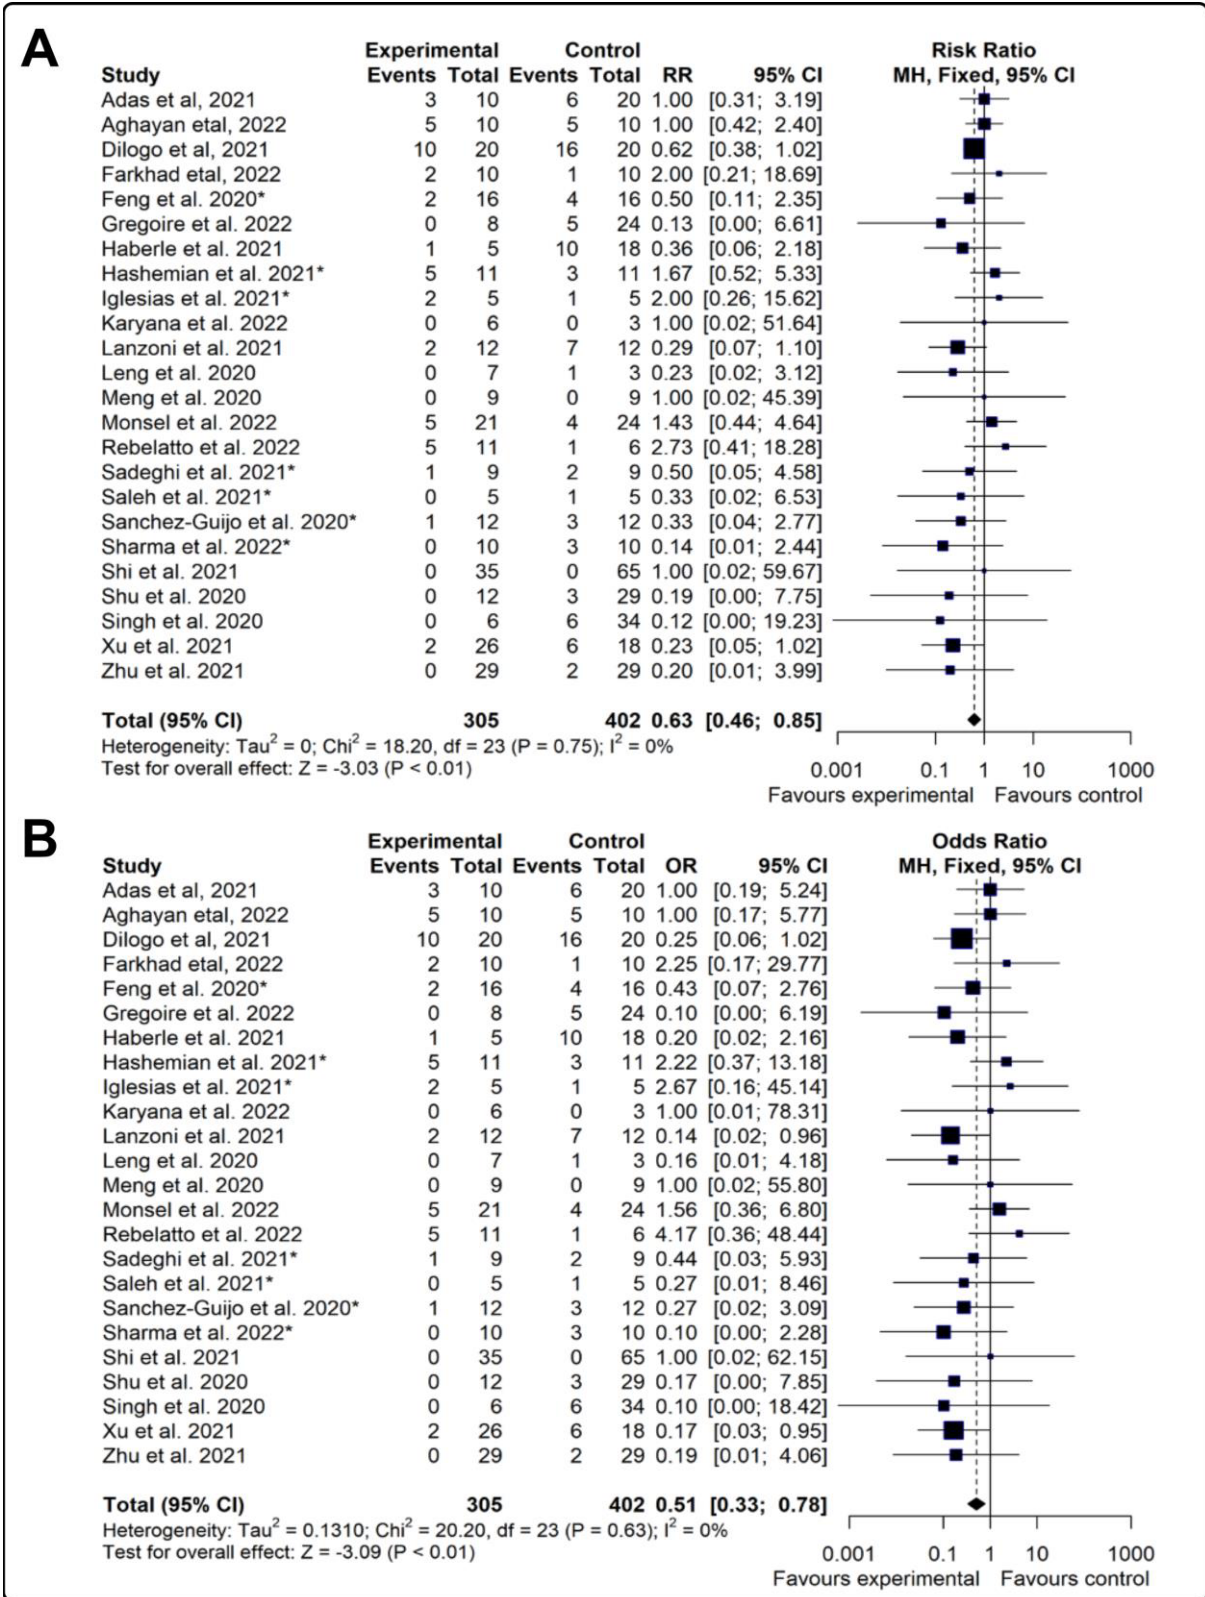 A
Experimental Control Risk Ratio
Study Events Total Events Total RR 95% CI MH, Fixed, 95% CI
Adas et al, 2021 3 10 6 20 1.00 [0.31; 3.19]
Aghayan etal, 2022 5 10 5 10 1.00 [0.42; 2.40]
Dilogo et al, 2021 10 20 16 20 0.62 [0.38; 1.02]
Farkhad etal, 2022 2 10 1 10 2.00 [0.21; 18.69]
Feng et al. 2020* 2 16 4 16 0.50 [0.11; 2.35]
Gregoire et al. 2022 0 8 5 24 0.13 [0.00; 6.61]
Haberle et al. 2021 1 5 10 18 0.36 [0.06; 2.18]
Hashemian et al. 2021* 5 11 3 11 1.67 [0.52; 5.33]
Iglesias et al. 2021* 2 5 1 5 2.00 [0.26; 15.62]
Karyana et al. 2022 0 6 0 3 1.00 [0.02; 51.64]
Lanzoni et al. 2021 2 12 7 12 0.29 [0.07; 1.10]
Leng et al. 2020 0 7 1 3 0.23 [0.02; 3.12]
Meng et al. 2020 0 9 0 9 1.00 [0.02; 45.39]
Monsel et al. 2022 5 21 4 24 1.43 [0.44; 4.64]
Rebelatto et al. 2022 5 11 1 6 2.73 [0.41; 18.28]
Sadeghi et al. 2021* 1 9 2 9 0.50 [0.05; 4.58]
Saleh et al. 2021* 0 5 1 5 0.33 [0.02; 6.53]
Sanchez-Guijo et al. 2020* 1 12 3 12 0.33 [0.04; 2.77]
Sharma et al. 2022* 0 10 3 10 0.14 [0.01; 2.44]
Shi et al. 2021 0 35 0 65 1.00 [0.02; 59.67]
Shu et al. 2020 0 12 3 29 0.19 [0.00; 7.75]
Singh et al. 2020 0 6 6 34 0.12 [0.00; 19.23]
Xu et al. 2021 2 26 6 18 0.23 [0.05; 1.02]
Zhu et al. 2021 0 29 2 29 0.20 [0.01; 3.99]
Total (95% CI) 305 402 0.63 [0.46; 0.85]
Heterogeneity: Tau² = 0; Chi² = 18.20, df = 23 (P = 0.75); I² = 0%
Test for overall effect: Z = -3.03 (P < 0.01)
0.001 0.1 1 10 1000
Favours experimental Favours control
B
Experimental Control Odds Ratio
Study Events Total Events Total OR 95% CI MH, Fixed, 95% CI
Adas et al, 2021 3 10 6 20 1.00 [0.19; 5.24]
Aghayan etal, 2022 5 10 5 10 1.00 [0.17; 5.77]
Dilogo et al, 2021 10 20 16 20 0.25 [0.06; 1.02]
Farkhad etal, 2022 2 10 1 10 2.25 [0.17; 29.77]
Feng et al. 2020* 2 16 4 16 0.43 [0.07; 2.76]
Gregoire et al. 2022 0 8 5 24 0.10 [0.00; 6.19]
Haberle et al. 2021 1 5 10 18 0.20 [0.02; 2.16]
Hashemian et al. 2021* 5 11 3 11 2.22 [0.37; 13.18]
Iglesias et al. 2021* 2 5 1 5 2.67 [0.16; 45.14]
Karyana et al. 2022 0 6 0 3 1.00 [0.01; 78.31]
Lanzoni et al. 2021 2 12 7 12 0.14 [0.02; 0.96]
Leng et al. 2020 0 7 1 3 0.16 [0.01; 4.18]
Meng et al. 2020 0 9 0 9 1.00 [0.02; 55.80]
Monsel et al. 2022 5 21 4 24 1.56 [0.36; 6.80]
Rebelatto et al. 2022 5 11 1 6 4.17 [0.36; 48.44]
Sadeghi et al. 2021* 1 9 2 9 0.44 [0.03; 5.93]
Saleh et al. 2021* 0 5 1 5 0.27 [0.01; 8.46]
Sanchez-Guijo et al. 2020* 1 12 3 12 0.27 [0.02; 3.09]
Sharma et al. 2022* 0 10 3 10 0.10 [0.00; 2.28]
Shi et al. 2021 0 35 0 65 1.00 [0.02; 62.15]
Shu et al. 2020 0 12 3 29 0.17 [0.00; 7.85]
Singh et al. 2020 0 6 6 34 0.10 [0.00; 18.42]
Xu et al. 2021 2 26 6 18 0.17 [0.03; 0.95]
Zhu et al. 2021 0 29 2 29 0.19 [0.01; 4.06]
Total (95% CI) 305 402 0.51 [0.33; 0.78]
Heterogeneity: Tau² = 0.1310; Chi² = 20.20, df = 23 (P = 0.63); I² = 0%
Test for overall effect: Z = -3.09 (P < 0.01)
0.001 0.1 1 10 1000
Favours experimental Favours control